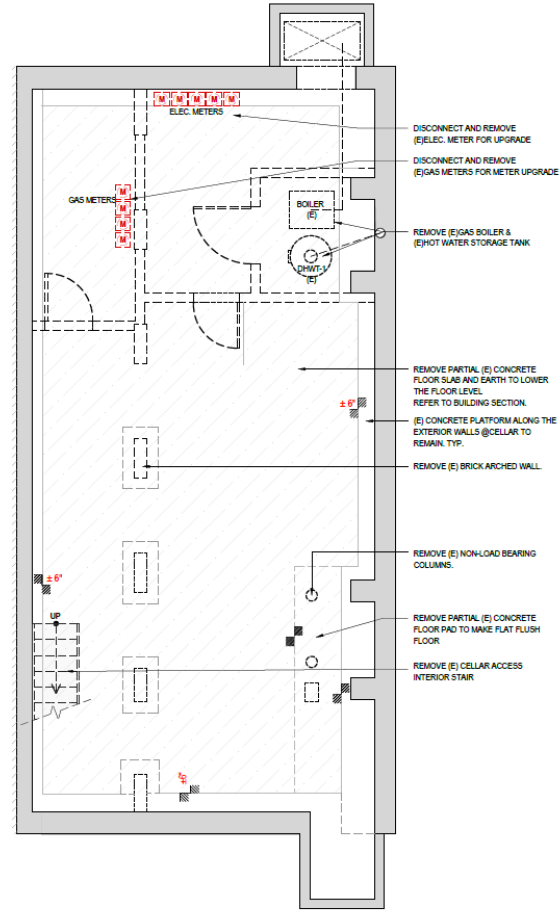 M M M M M
ELEC. METERS
DISCONNECT AND REMOVE
(E)ELEC. METER FOR UPGRADE
DISCONNECT AND REMOVE
(E)GAS METERS FOR METER UPGRADE
GAS METERS
M
M
M
M
BOILER
(E)
REMOVE (E)GAS BOILER &
(E)HOT WATER STORAGE TANK
DHWT-1
(E)
REMOVE PARTIAL (E) CONCRETE
FLOOR SLAB AND EARTH TO LOWER
THE FLOOR LEVEL
REFER TO BUILDING SECTION.
± 6"
(E) CONCRETE PLATFORM ALONG THE
EXTERIOR WALLS @CELLAR TO
REMAIN. TYP.
REMOVE (E) BRICK ARCHED WALL.
REMOVE (E) NON-LOAD BEARING
COLUMNS.
± 6"
UP
REMOVE PARTIAL (E) CONCRETE
FLOOR PAD TO MAKE FLAT FLUSH
FLOOR
REMOVE (E) CELLAR ACCESS
INTERIOR STAIR
±6"